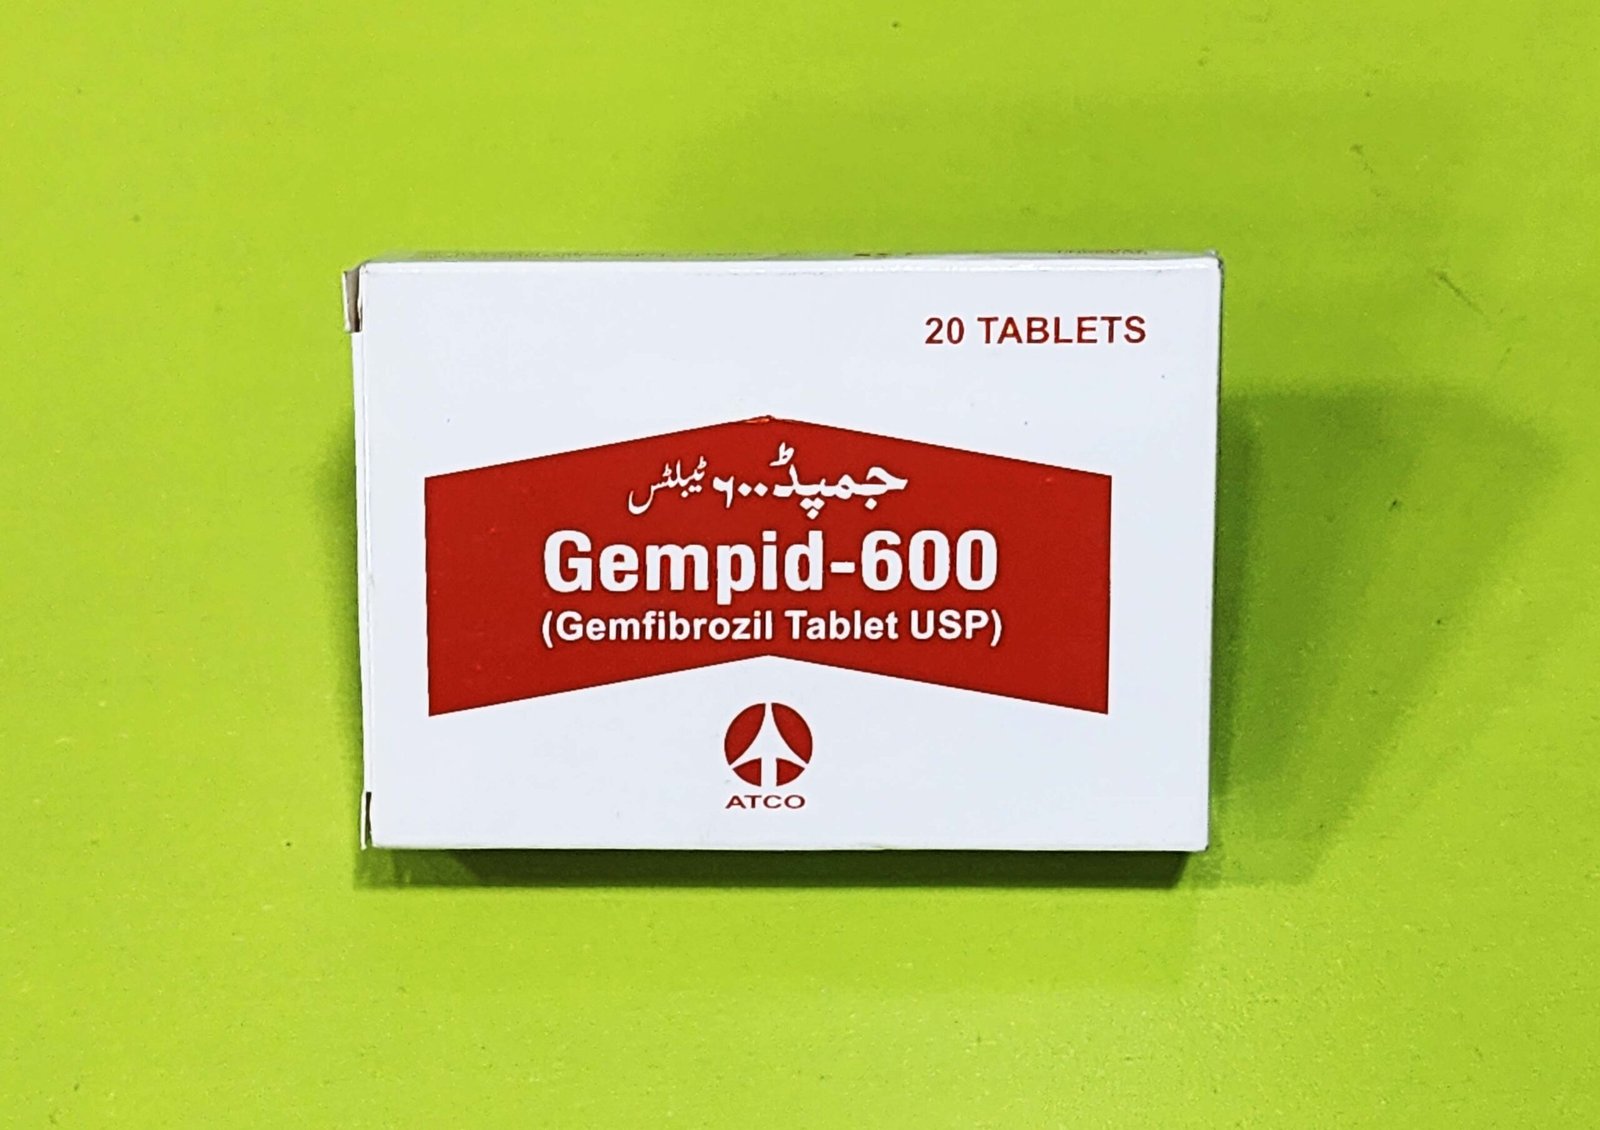 20 TABLETS
جمپڈ ۶۰۰ ٹیبلٹس
Gempid-600
(Gemfibrozil Tablet USP)
ATCO